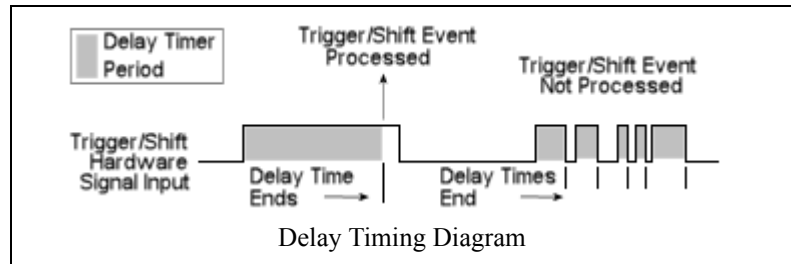 Delay Timer
Period
Trigger/Shift Event
Processed
Trigger/Shift Event
Not Processed
Trigger/Shift
Hardware
Signal Input
Delay Time
Ends
Delay Times
End
Delay Timing Diagram